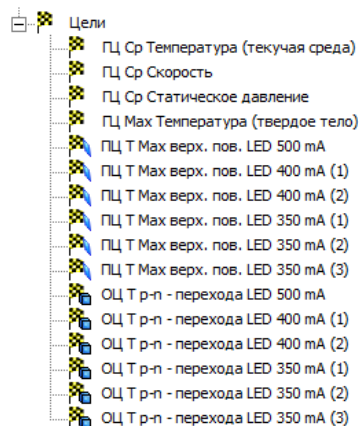 Цели
ГЦ Ср Температура (текучая среда)
ГЦ Ср Скорость
ГЦ Ср Статическое давление
ГЦ Max Температура (твердое тело)
ПЦ T Max верх. пов. LED 500 mA
ПЦ T Max верх. пов. LED 400 mA (1)
ПЦ T Max верх. пов. LED 400 mA (2)
ПЦ T Max верх. пов. LED 350 mA (1)
ПЦ T Max верх. пов. LED 350 mA (2)
ПЦ T Max верх. пов. LED 350 mA (3)
ОЦ T p-n - перехода LED 500 mA
ОЦ T p-n - перехода LED 400 mA (1)
ОЦ T p-n - перехода LED 400 mA (2)
ОЦ T p-n - перехода LED 350 mA (1)
ОЦ T p-n - перехода LED 350 mA (2)
ОЦ T p-n - перехода LED 350 mA (3)